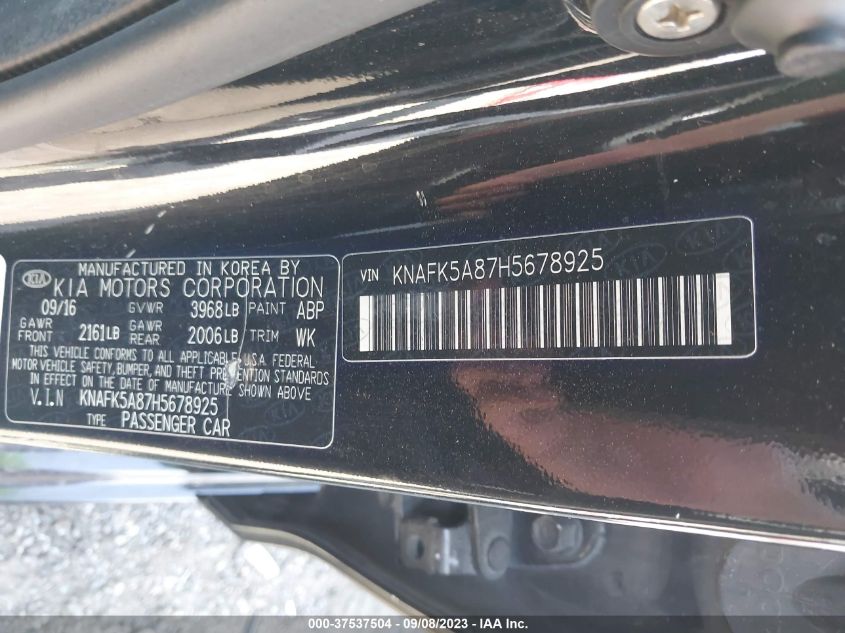 KIA
MANUFACTURED IN KOREA BY
KIA MOTORS CORPORATION
09/16 GVWR 3968LB PAINT ABP
GAWR FRONT 2161LB GAWR REAR 2006LB TRIM WK
THIS VEHICLE CONFORMS TO ALL APPLICABLE U.S.A FEDERAL
MOTOR VEHICLE SAFETY, BUMPER, AND THEFT PREVENTION STANDARDS
IN EFFECT ON THE DATE OF MANUFACTURE SHOWN ABOVE
V.I.N KNAFK5A87H5678925
TYPE PASSENGER CAR
VIN KNAFK5A87H5678925
000-37537504 - 09/08/2023 - © IAA, Inc.